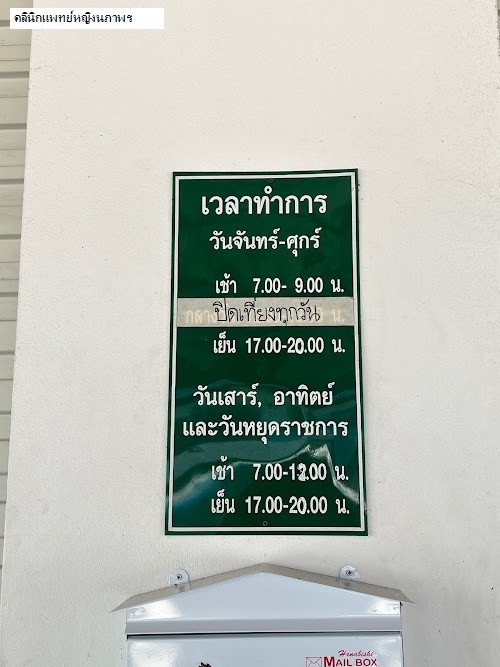 คลินิกแพทย์หญิงนภาพร
เวลาทำการ
วันจันทร์-ศุกร์
เช้า 7.00- 9.00 น.
ปิดเที่ยงทุกวัน น.
เย็น 17.00-20.00 น.
วันเสาร์, อาทิตย์
และวันหยุดราชการ
เช้า 7.00-12.00 น.
เย็น 17.00-20.00 น.
Hanabishi
MAIL BOX